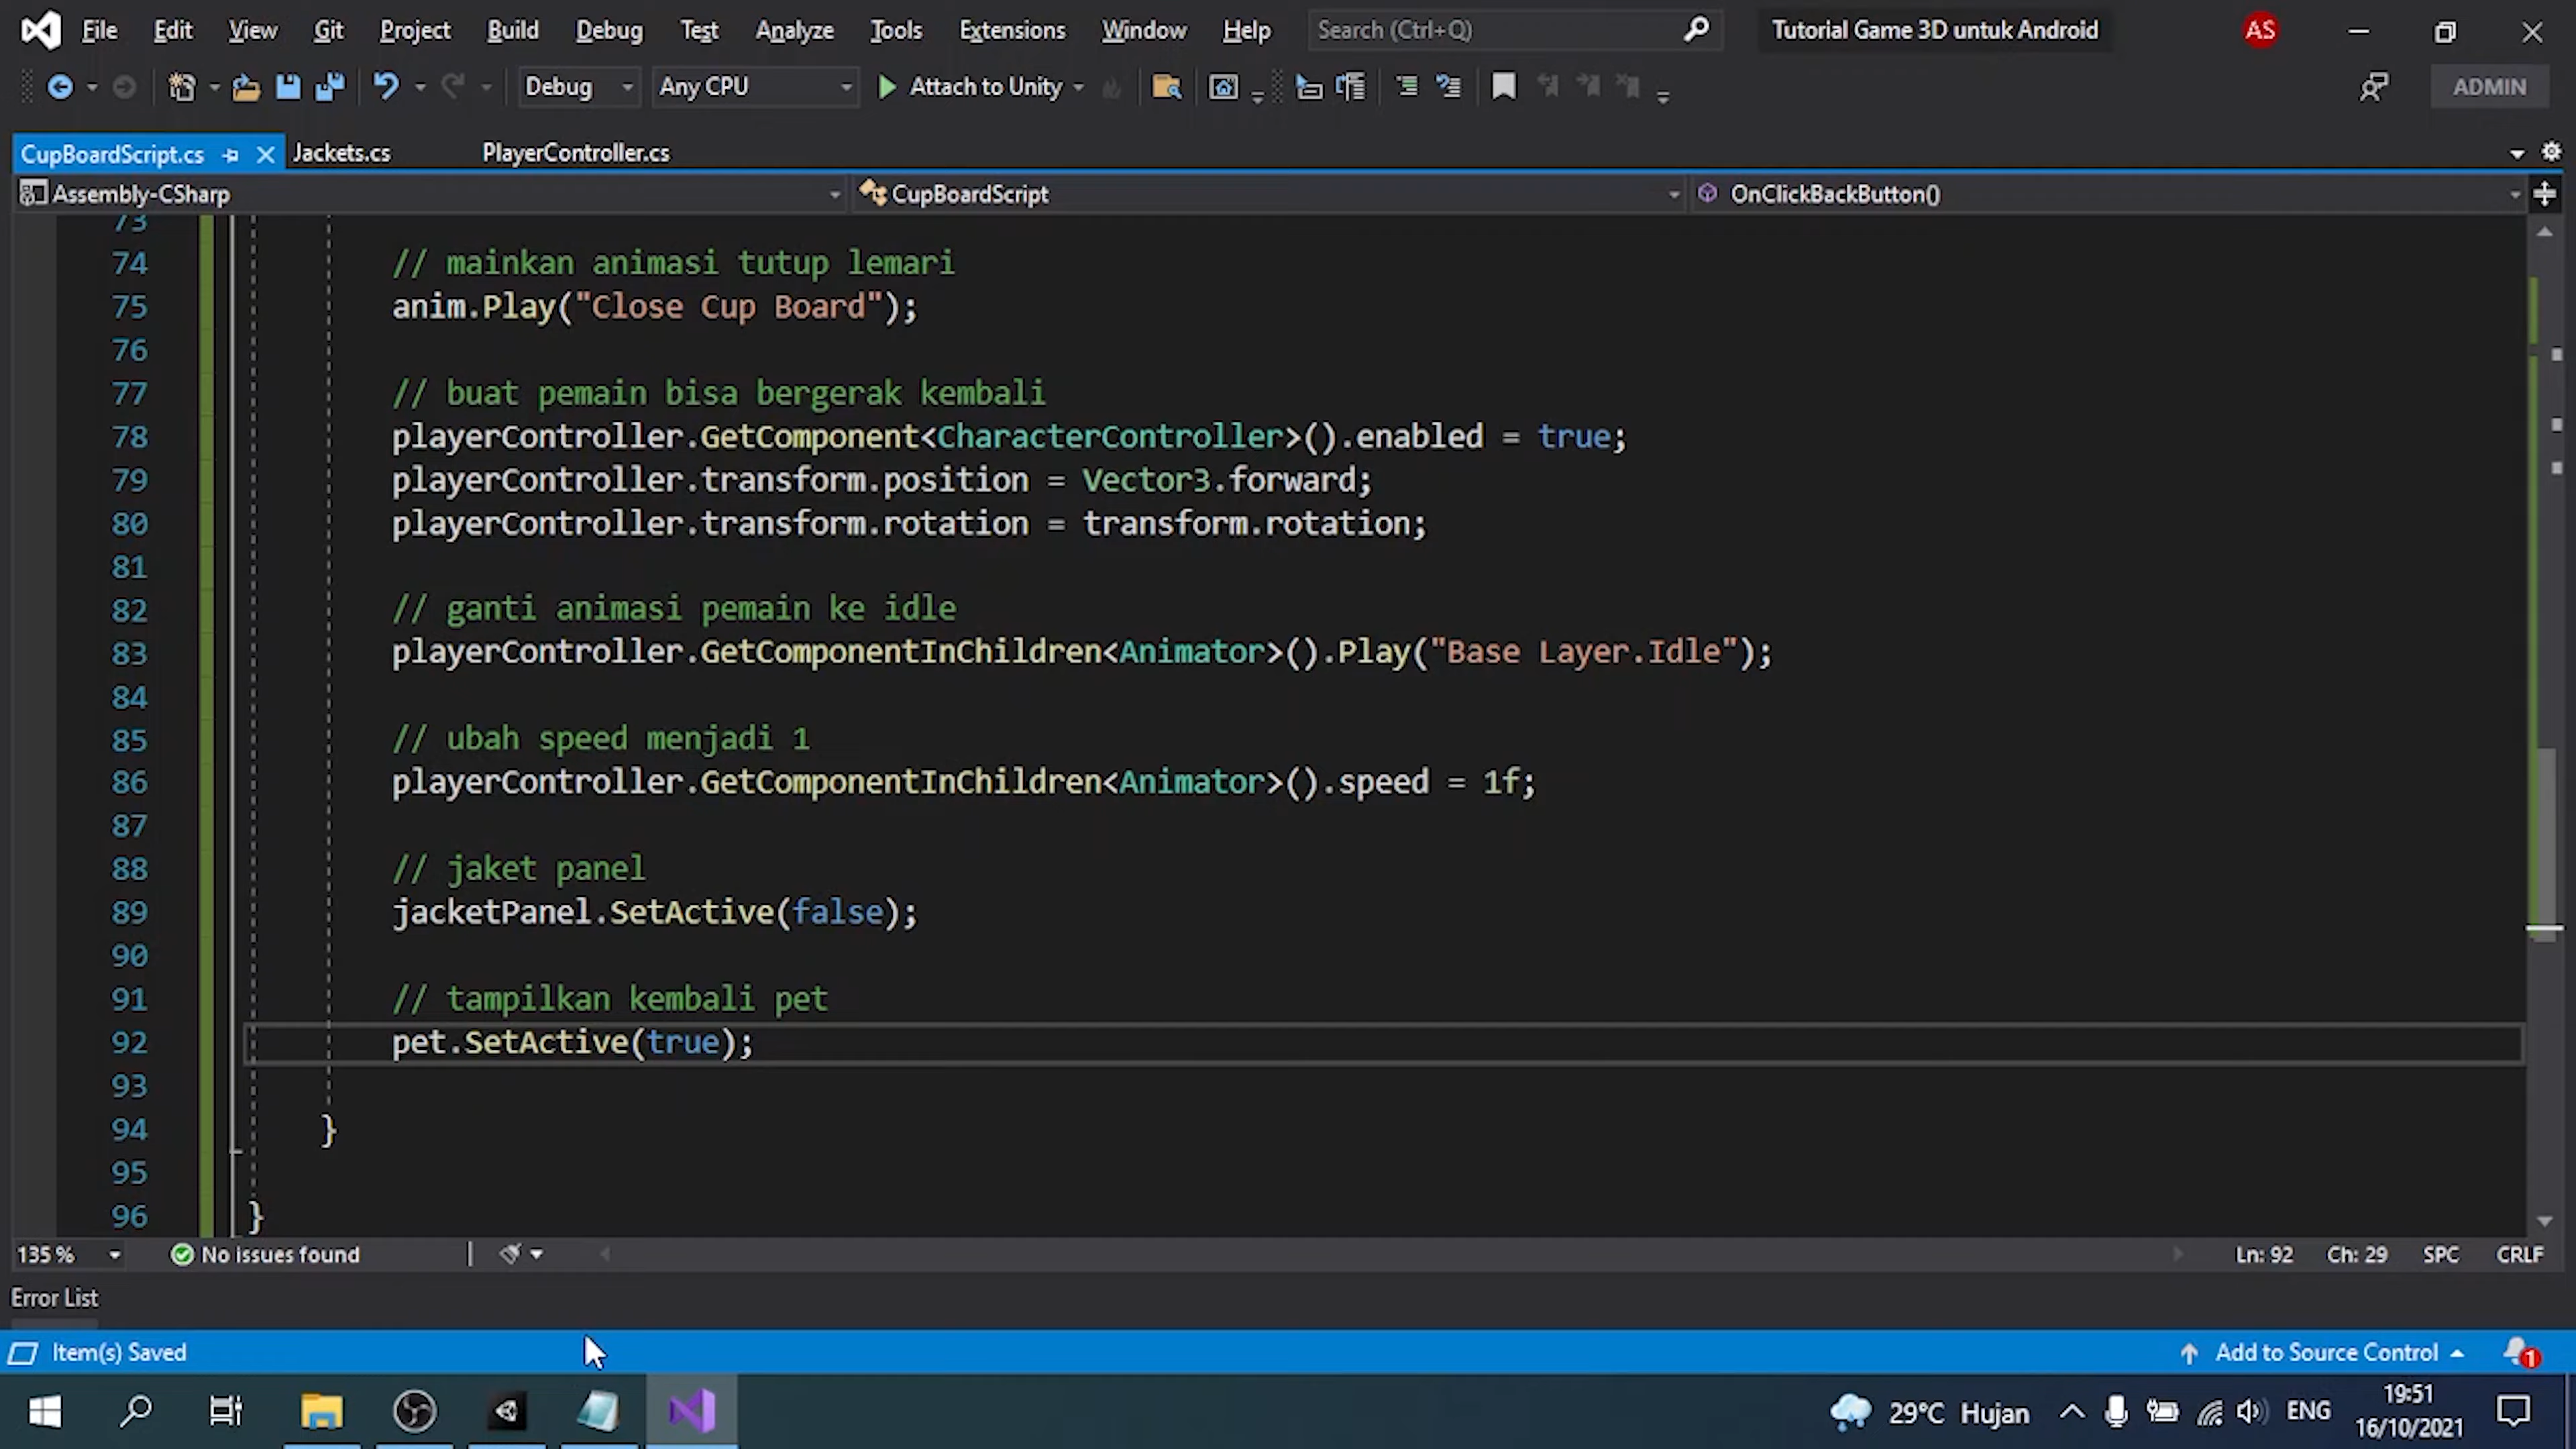 File Edit View Git Project Build Debug Test Analyze Tools Extensions Window Help Search (Ctrl+Q) Tutorial Game 3D untuk Android AS
Debug Any CPU Attach to Unity ADMIN
CupBoardScript.cs Jackets.cs PlayerController.cs
Assembly-CSharp CupBoardScript OnClickBackButton()
73
74 // mainkan animasi tutup lemari
75 anim.Play("Close Cup Board");
76
77 // buat pemain bisa bergerak kembali
78 playerController.GetComponent<CharacterController>().enabled = true;
79 playerController.transform.position = Vector3.forward;
80 playerController.transform.rotation = transform.rotation;
81
82 // ganti animasi pemain ke idle
83 playerController.GetComponentInChildren<Animator>().Play("Base Layer.Idle");
84
85 // ubah speed menjadi 1
86 playerController.GetComponentInChildren<Animator>().speed = 1f;
87
88 // jaket panel
89 jacketPanel.SetActive(false);
90
91 // tampilkan kembali pet
92 pet.SetActive(true);
93
94 }
95
96 }
135 % No issues found Ln: 92 Ch: 29 SPC CRLF
Error List
Item(s) Saved Add to Source Control 1
29°C Hujan ENG 19:51
16/10/2021